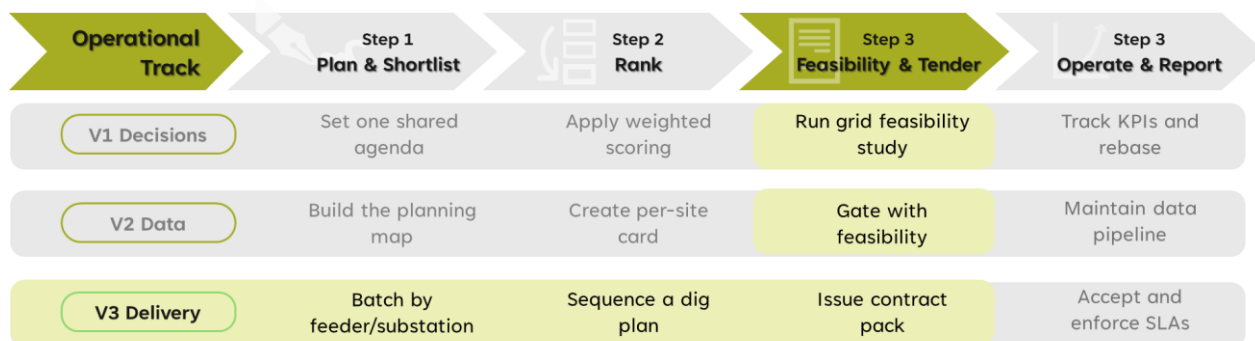 Operational
Track
Step 1
Plan & Shortlist
Step 2
Rank
Step 3
Feasibility & Tender
Step 3
Operate & Report
V1 Decisions
Set one shared
agenda
Apply weighted
scoring
Run grid feasibility
study
Track KPIs and
rebase
V2 Data
Build the planning
map
Create per-site
card
Gate with
feasibility
Maintain data
pipeline
V3 Delivery
Batch by
feeder/substation
Sequence a dig
plan
Issue contract
pack
Accept and
enforce SLAs